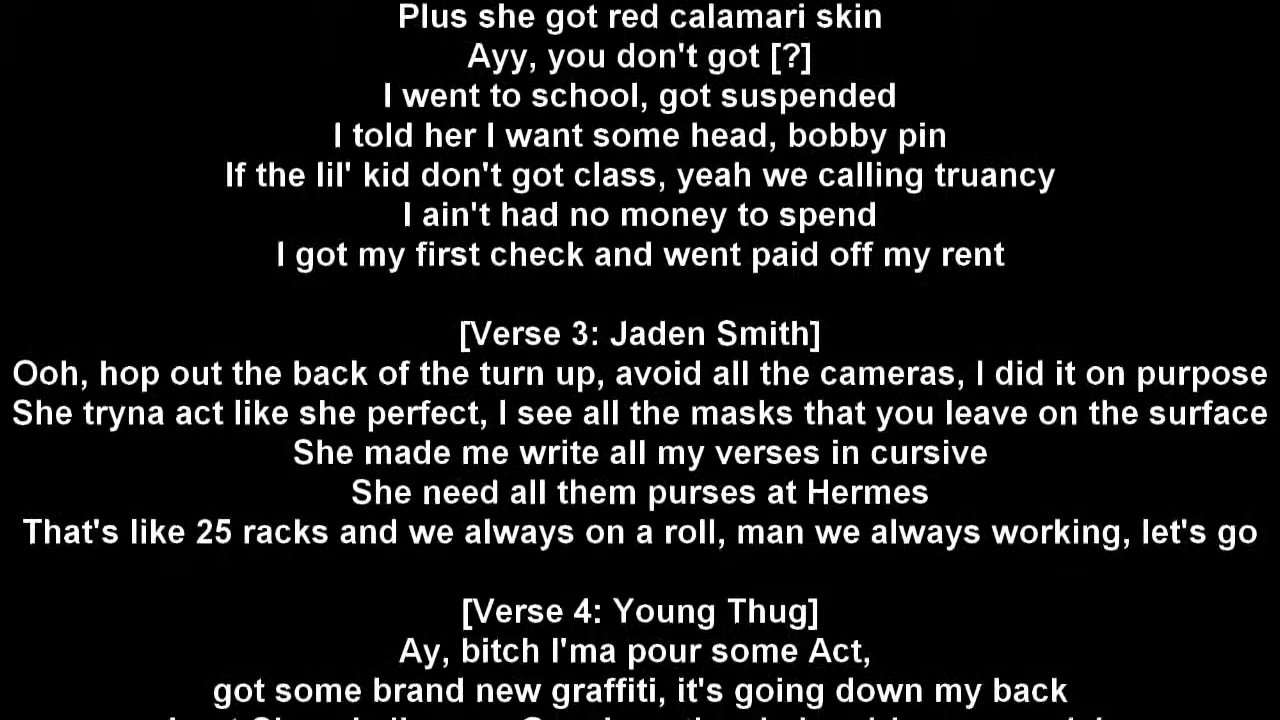 Plus she got red calamari skin
Ayy, you don't got [?]
I went to school, got suspended
I told her I want some head, bobby pin
If the lil' kid don't got class, yeah we calling truancy
I ain't had no money to spend
I got my first check and went paid off my rent
[Verse 3: Jaden Smith]
Ooh, hop out the back of the turn up, avoid all the cameras, I did it on purpose
She tryna act like she perfect, I see all the masks that you leave on the surface
She made me write all my verses in cursive
She need all them purses at Hermes
That's like 25 racks and we always on a roll, man we always working, let's go
[Verse 4: Young Thug]
Ay, bitch I'ma pour some Act,
got some brand new graffiti, it's going down my back